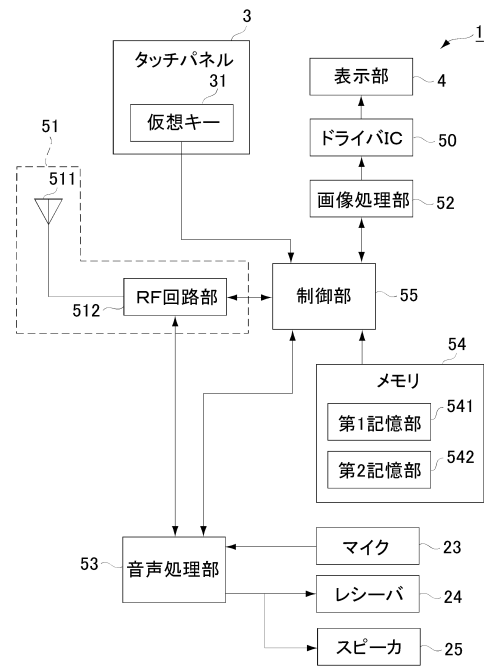 1
3
タッチパネル
31
仮想キー
表示部
4
ドライバIC
50
画像処理部
52
51
511
RF回路部
512
制御部
55
54
メモリ
第1記憶部
541
第2記憶部
542
53
音声処理部
マイク
23
レシーバ
24
スピーカ
25